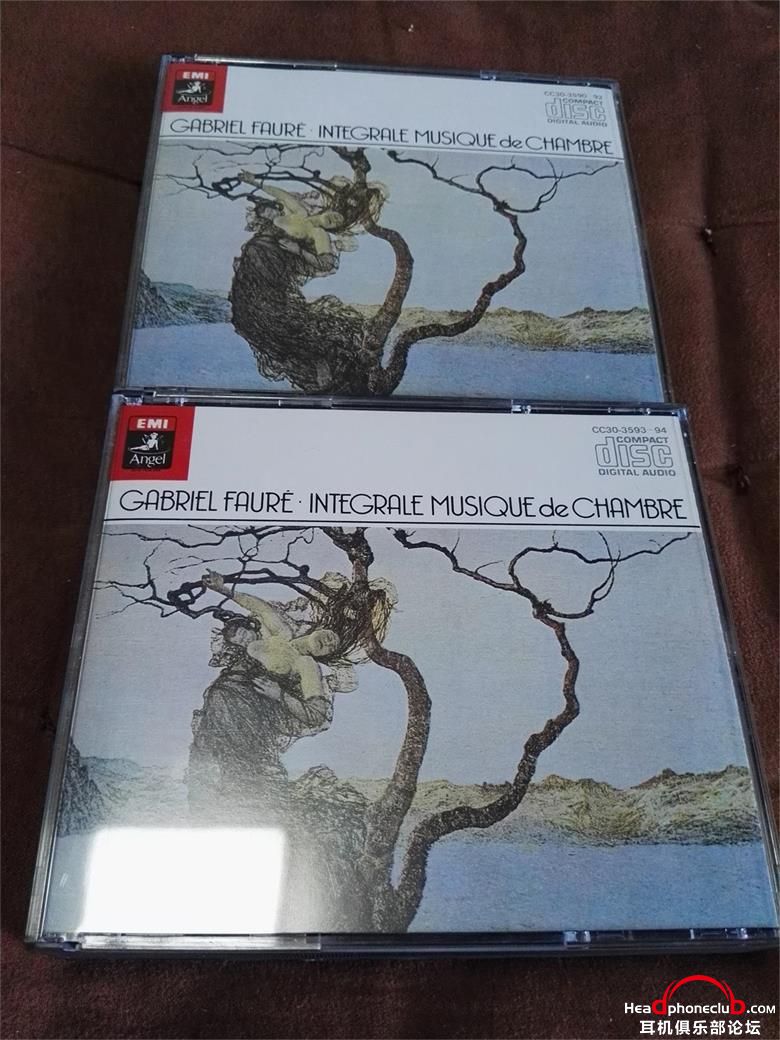 EMI
Angel
CC30-3590·92
COMPACT
disc
DIGITAL AUDIO
GABRIEL FAURÉ · INTEGRALE MUSIQUE de CHAMBRE
EMI
Angel
CC30-3593·94
COMPACT
disc
DIGITAL AUDIO
GABRIEL FAURÉ · INTEGRALE MUSIQUE de CHAMBRE
HeadphoneclubD.com
耳机俱乐部论坛